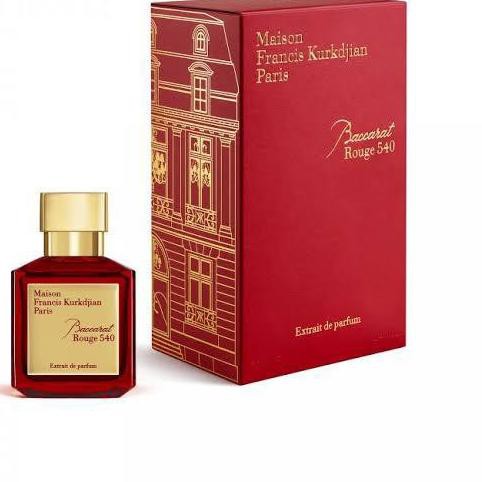 Maison
Francis Kurkdjian
Paris
Baccarat
Rouge 540
Extrait de parfum
Maison
Francis Kurkdjian
Paris
Baccarat
Rouge 540
Extrait de parfum